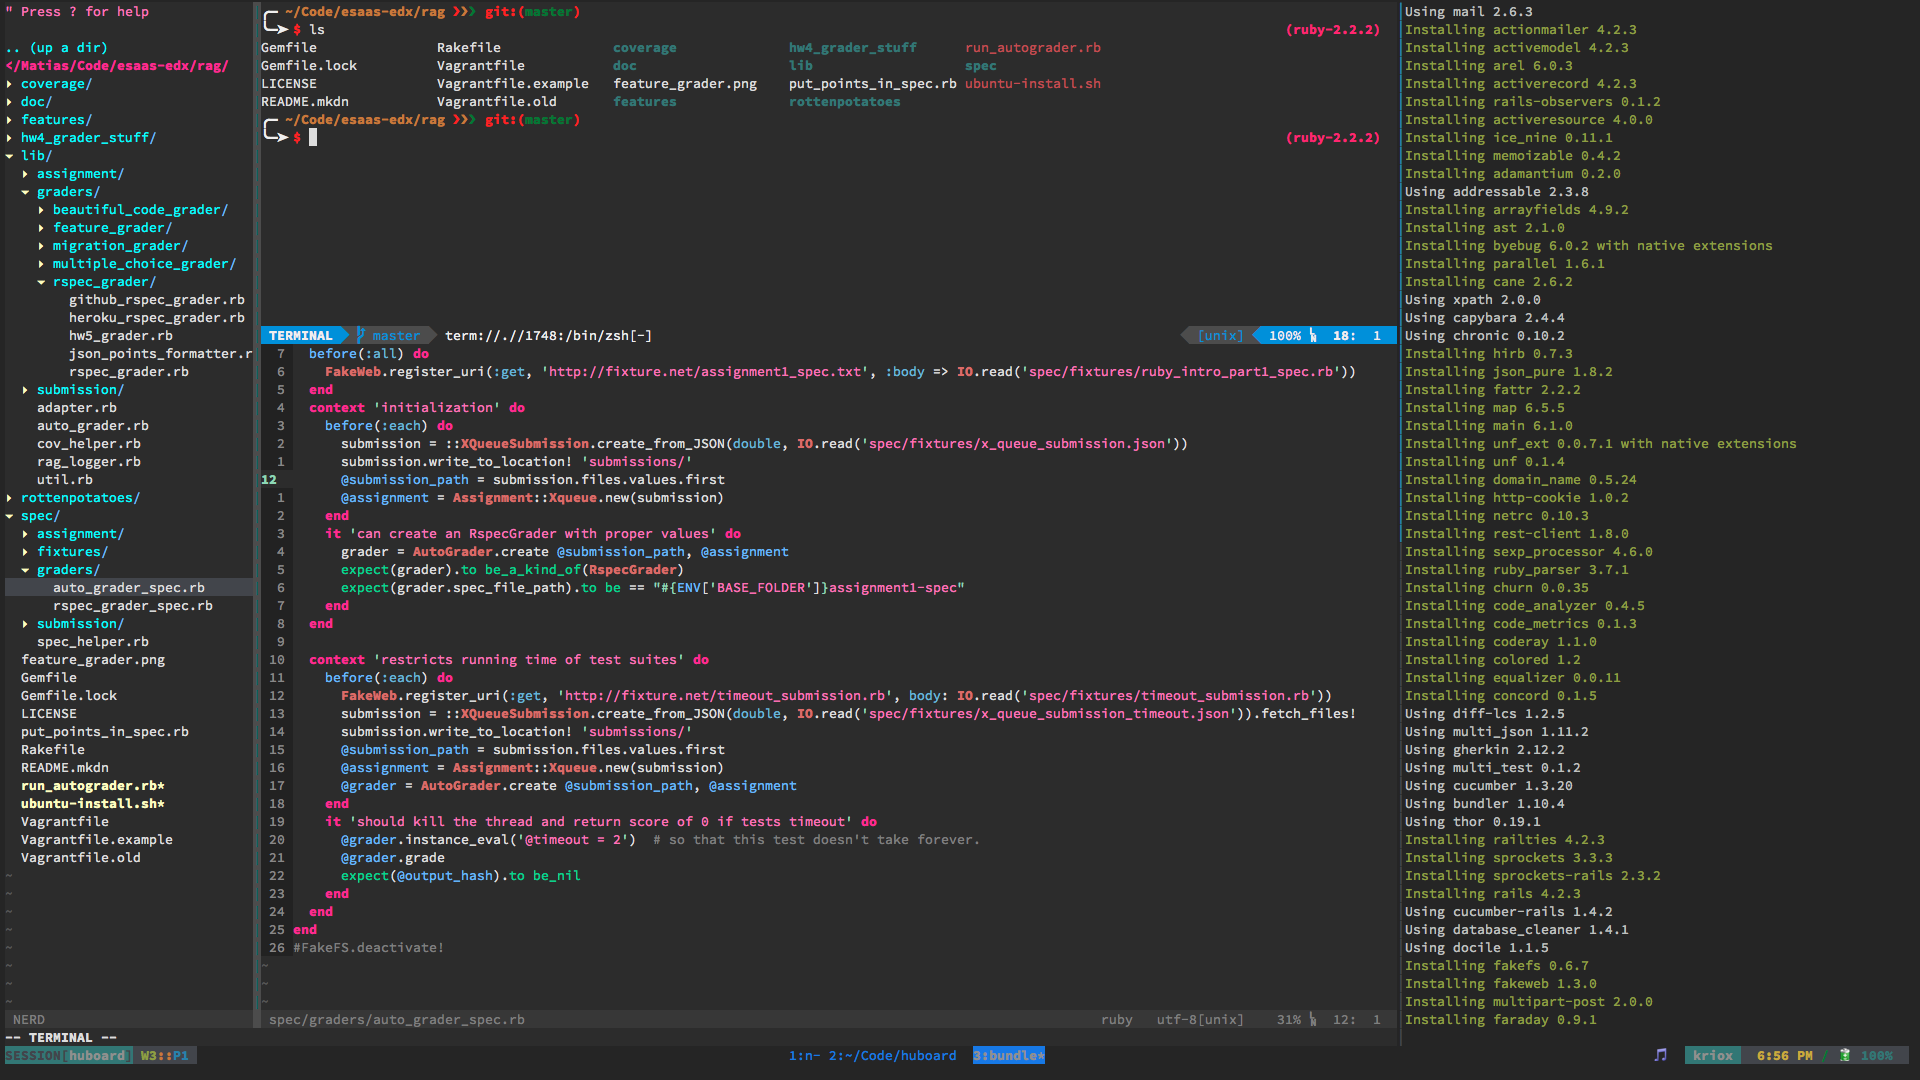 " Press ? for help
.. (up a dir)
</Matias/Code/esaas-edx/rag/
▸ coverage/
▸ doc/
▸ features/
▸ hw4_grader_stuff/
▾ lib/
▸ assignment/
▾ graders/
▸ beautiful_code_grader/
▸ feature_grader/
▸ migration_grader/
▸ multiple_choice_grader/
▾ rspec_grader/
github_rspec_grader.rb
heroku_rspec_grader.rb
hw5_grader.rb
json_points_formatter.r
rspec_grader.rb
▸ submission/
adapter.rb
auto_grader.rb
cov_helper.rb
rag_logger.rb
util.rb
▸ rottenpotatoes/
▾ spec/
▸ assignment/
▸ fixtures/
▾ graders/
auto_grader_spec.rb
rspec_grader_spec.rb
▸ submission/
spec_helper.rb
feature_grader.png
Gemfile
Gemfile.lock
LICENSE
put_points_in_spec.rb
Rakefile
README.mkdn
run_autograder.rb*
ubuntu-install.sh*
Vagrantfile
Vagrantfile.example
Vagrantfile.old
~
~
~
~
~
~
~
~
NERD
~/Code/esaas-edx/rag ❯❯❯ git:(master)
$ ls (ruby-2.2.2)
Gemfile Rakefile coverage hw4_grader_stuff run_autograder.rb
Gemfile.lock Vagrantfile doc lib spec
LICENSE Vagrantfile.example feature_grader.png put_points_in_spec.rb ubuntu-install.sh
README.mkdn Vagrantfile.old features rottenpotatoes
~/Code/esaas-edx/rag ❯❯❯ git:(master)
$ (ruby-2.2.2)
TERMINAL master term://.//1748:/bin/zsh[-] [unix] 100% 18: 1
7 before(:all) do
6 FakeWeb.register_uri(:get, 'http://fixture.net/assignment1_spec.txt', :body => IO.read('spec/fixtures/ruby_intro_part1_spec.rb'))
5 end
4 context 'initialization' do
3 before(:each) do
2 submission = ::XQueueSubmission.create_from_JSON(double, IO.read('spec/fixtures/x_queue_submission.json'))
1 submission.write_to_location! 'submissions/'
12 @submission_path = submission.files.values.first
1 @assignment = Assignment::Xqueue.new(submission)
2 end
3 it 'can create an RspecGrader with proper values' do
4 grader = AutoGrader.create @submission_path, @assignment
5 expect(grader).to be_a_kind_of(RspecGrader)
6 expect(grader.spec_file_path).to be == "#{ENV['BASE_FOLDER']}assignment1-spec"
7 end
8 end
9
10 context 'restricts running time of test suites' do
11 before(:each) do
12 FakeWeb.register_uri(:get, 'http://fixture.net/timeout_submission.rb', body: IO.read('spec/fixtures/timeout_submission.rb'))
13 submission = ::XQueueSubmission.create_from_JSON(double, IO.read('spec/fixtures/x_queue_submission_timeout.json')).fetch_files!
14 submission.write_to_location! 'submissions/'
15 @submission_path = submission.files.values.first
16 @assignment = Assignment::Xqueue.new(submission)
17 @grader = AutoGrader.create @submission_path, @assignment
18 end
19 it 'should kill the thread and return score of 0 if tests timeout' do
20 @grader.instance_eval('@timeout = 2') # so that this test doesn't take forever.
21 @grader.grade
22 expect(@output_hash).to be_nil
23 end
24 end
25 end
26 #FakeFS.deactivate!
~
~
~
spec/graders/auto_grader_spec.rb ruby utf-8[unix] 31% 12: 1
-- TERMINAL --
Using mail 2.6.3
Installing actionmailer 4.2.3
Installing activemodel 4.2.3
Installing arel 6.0.3
Installing activerecord 4.2.3
Installing rails-observers 0.1.2
Installing activeresource 4.0.0
Installing ice_nine 0.11.1
Installing memoizable 0.4.2
Installing adamantium 0.2.0
Using addressable 2.3.8
Installing arrayfields 4.9.2
Installing ast 2.1.0
Installing byebug 6.0.2 with native extensions
Installing parallel 1.6.1
Installing cane 2.6.2
Using xpath 2.0.0
Using capybara 2.4.4
Using chronic 0.10.2
Installing hirb 0.7.3
Installing json_pure 1.8.2
Installing fattr 2.2.2
Installing map 6.5.5
Installing main 6.1.0
Installing unf_ext 0.0.7.1 with native extensions
Installing unf 0.1.4
Installing domain_name 0.5.24
Installing http-cookie 1.0.2
Installing netrc 0.10.3
Installing rest-client 1.8.0
Installing sexp_processor 4.6.0
Installing ruby_parser 3.7.1
Installing churn 0.0.35
Installing code_analyzer 0.4.5
Installing code_metrics 0.1.3
Installing coderay 1.1.0
Installing colored 1.2
Installing equalizer 0.0.11
Installing concord 0.1.5
Using diff-lcs 1.2.5
Using multi_json 1.11.2
Using gherkin 2.12.2
Using multi_test 0.1.2
Using cucumber 1.3.20
Using bundler 1.10.4
Using thor 0.19.1
Installing railties 4.2.3
Installing sprockets 3.3.3
Installing sprockets-rails 2.3.2
Installing rails 4.2.3
Using cucumber-rails 1.4.2
Using database_cleaner 1.4.1
Using docile 1.1.5
Installing fakefs 0.6.7
Installing fakeweb 1.3.0
Installing multipart-post 2.0.0
Installing faraday 0.9.1
SESSION[huboard] W3::P1 1:n- 2:~/Code/huboard 3:bundle* kriox 6:56 PM / 100%